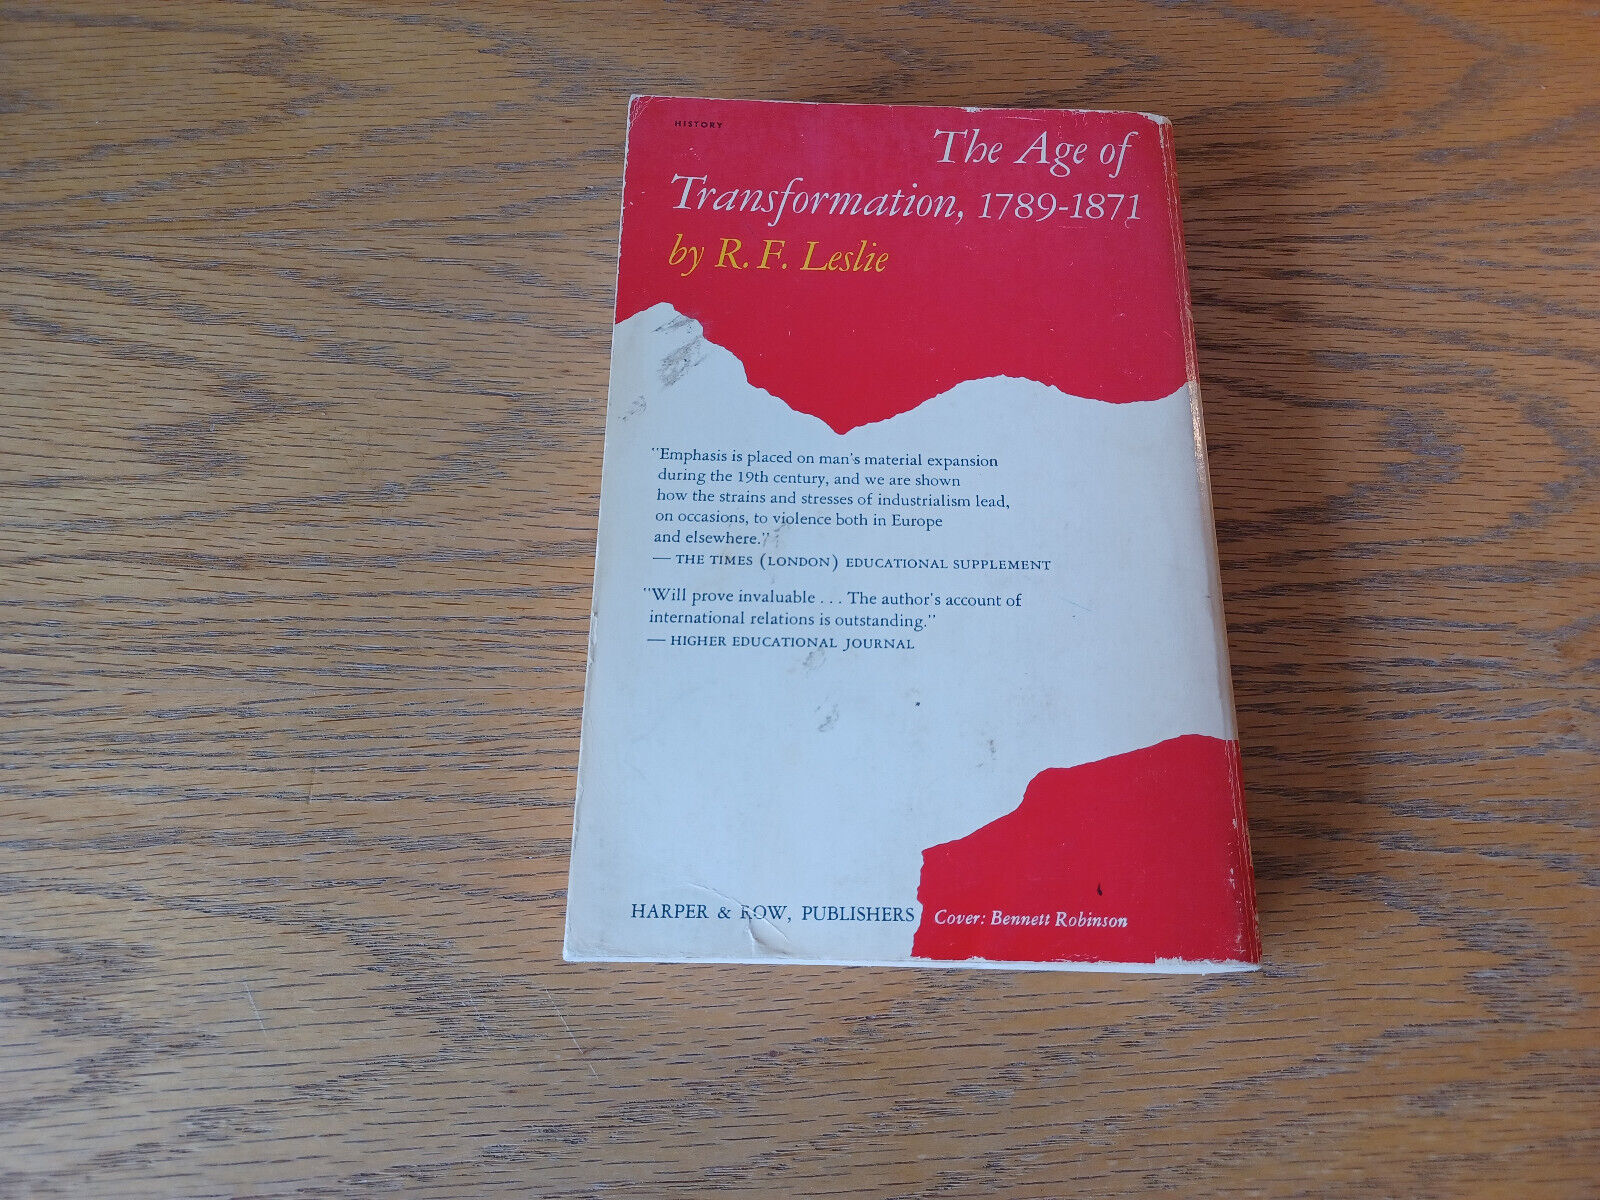 HISTORY
The Age of
Transformation, 1789-1871
by R. F. Leslie
"Emphasis is placed on man's material expansion
during the 19th century, and we are shown
how the strains and stresses of industrialism lead,
on occasions, to violence both in Europe
and elsewhere."
— THE TIMES (LONDON) EDUCATIONAL SUPPLEMENT
"Will prove invaluable . . . The author's account of
international relations is outstanding."
— HIGHER EDUCATIONAL JOURNAL
HARPER & ROW, PUBLISHERS
Cover: Bennett Robinson